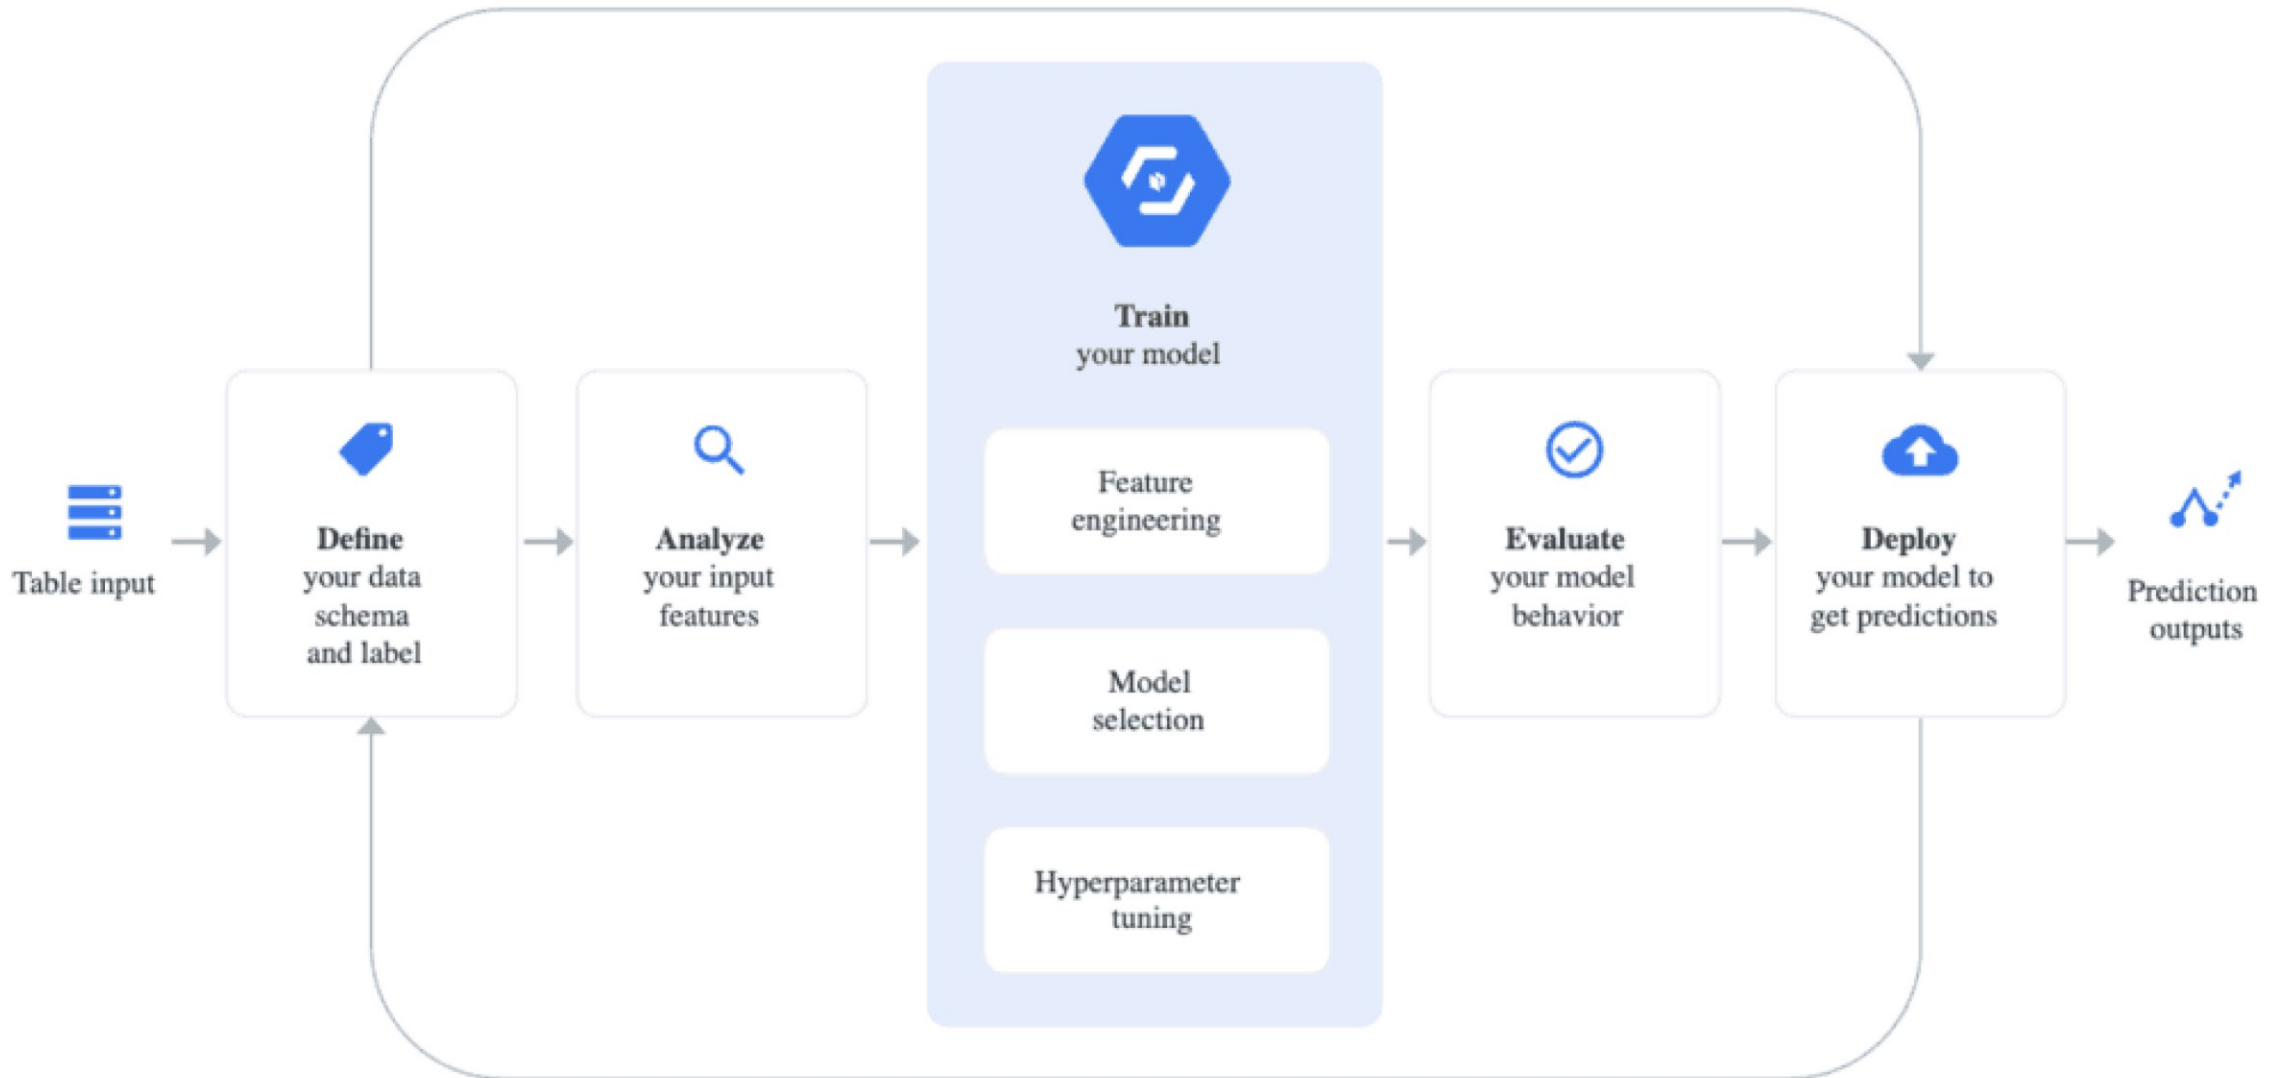 Table input
Define
your data
schema
and label
Analyze
your input
features
Train
your model
Feature
engineering
Model
selection
Hyperparameter
tuning
Evaluate
your model
behavior
Deploy
your model to
get predictions
Prediction
outputs